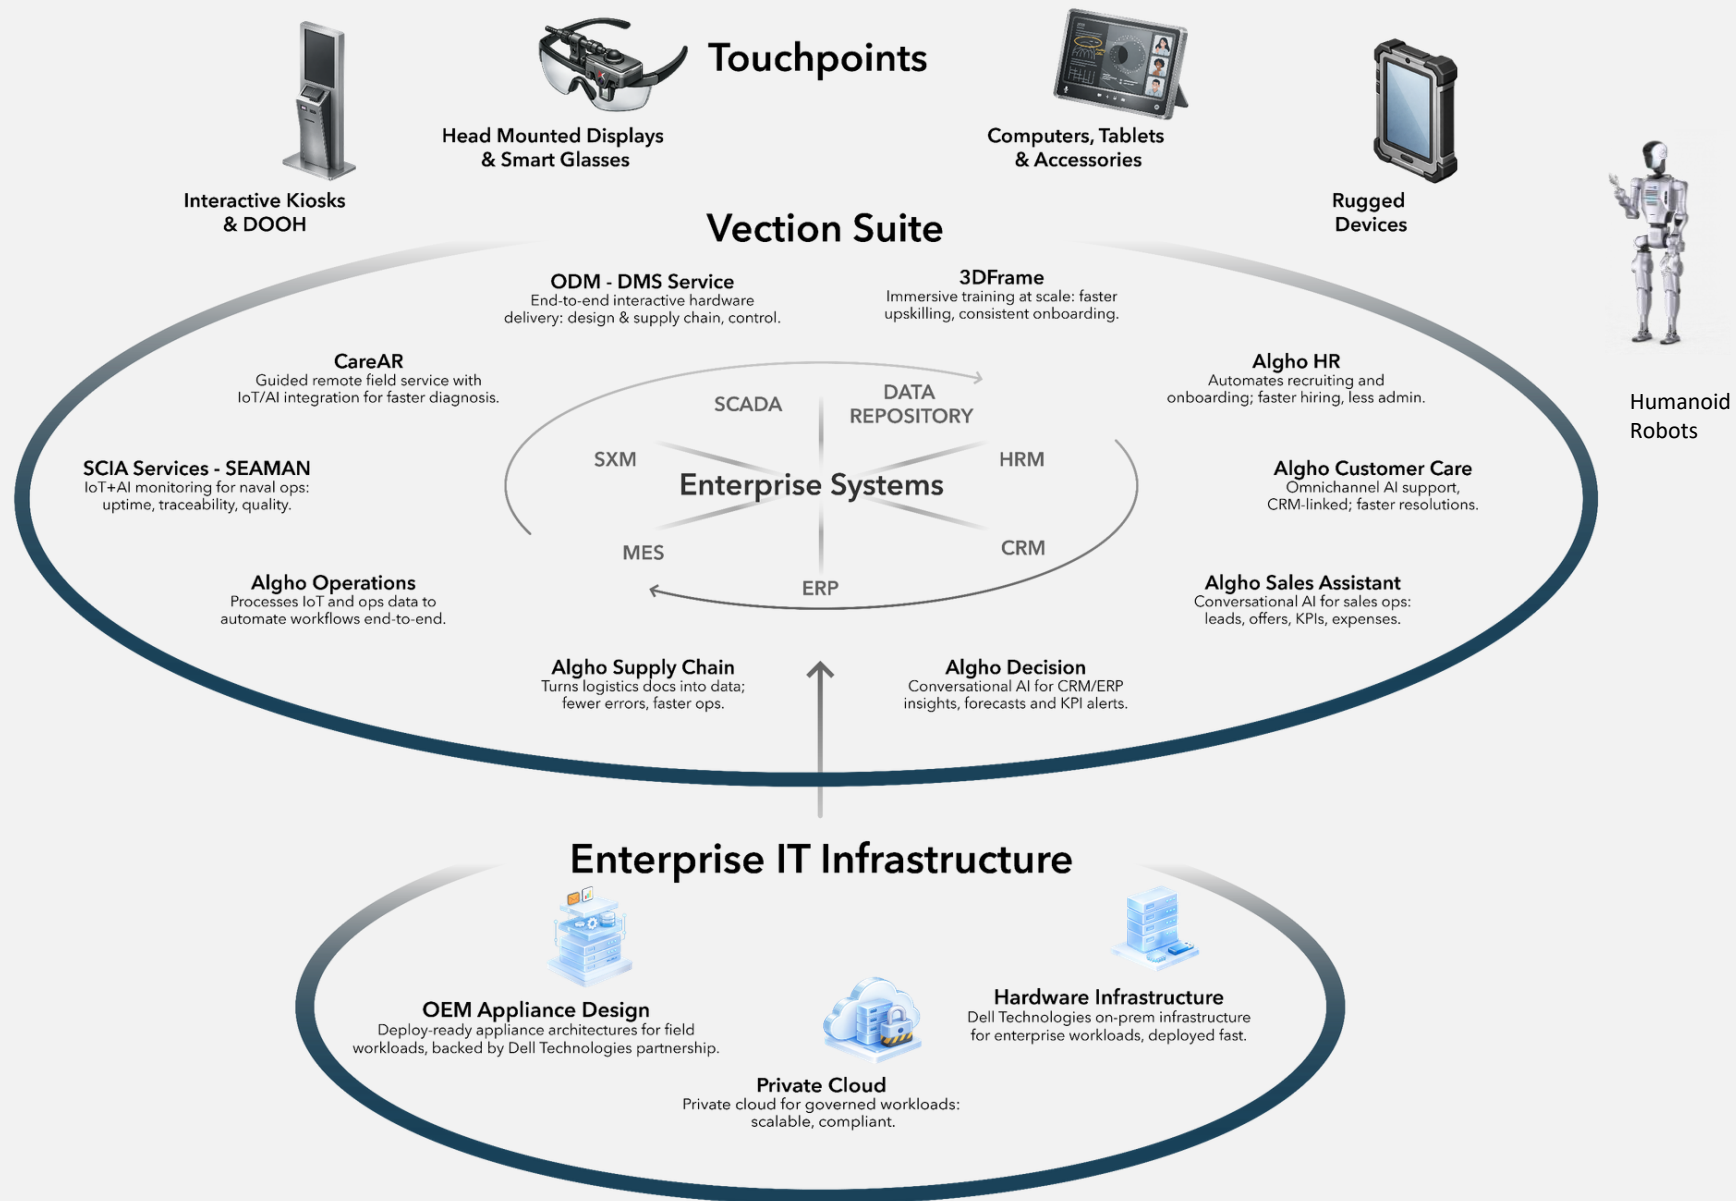 Touchpoints
Head Mounted Displays
& Smart Glasses
Computers, Tablets
& Accessories
Interactive Kiosks
& DOOH
Rugged
Devices
Humanoid
Robots
Vection Suite
ODM - DMS Service
End-to-end interactive hardware
delivery: design & supply chain, control.
3DFrame
Immersive training at scale: faster
upskilling, consistent onboarding.
CareAR
Guided remote field service with
IoT/AI integration for faster diagnosis.
Algho HR
Automates recruiting and
onboarding; faster hiring, less admin.
SCIA Services - SEAMAN
IoT+AI monitoring for naval ops:
uptime, traceability, quality.
Algho Customer Care
Omnichannel AI support,
CRM-linked; faster resolutions.
Algho Operations
Processes IoT and ops data to
automate workflows end-to-end.
Algho Sales Assistant
Conversational AI for sales ops:
leads, offers, KPIs, expenses.
Algho Supply Chain
Turns logistics docs into data;
fewer errors, faster ops.
Algho Decision
Conversational AI for CRM/ERP
insights, forecasts and KPI alerts.
SCADA
DATA
REPOSITORY
SXM
HRM
Enterprise Systems
MES
CRM
ERP
Enterprise IT Infrastructure
OEM Appliance Design
Deploy-ready appliance architectures for field
workloads, backed by Dell Technologies partnership.
Hardware Infrastructure
Dell Technologies on-prem infrastructure
for enterprise workloads, deployed fast.
Private Cloud
Private cloud for governed workloads:
scalable, compliant.